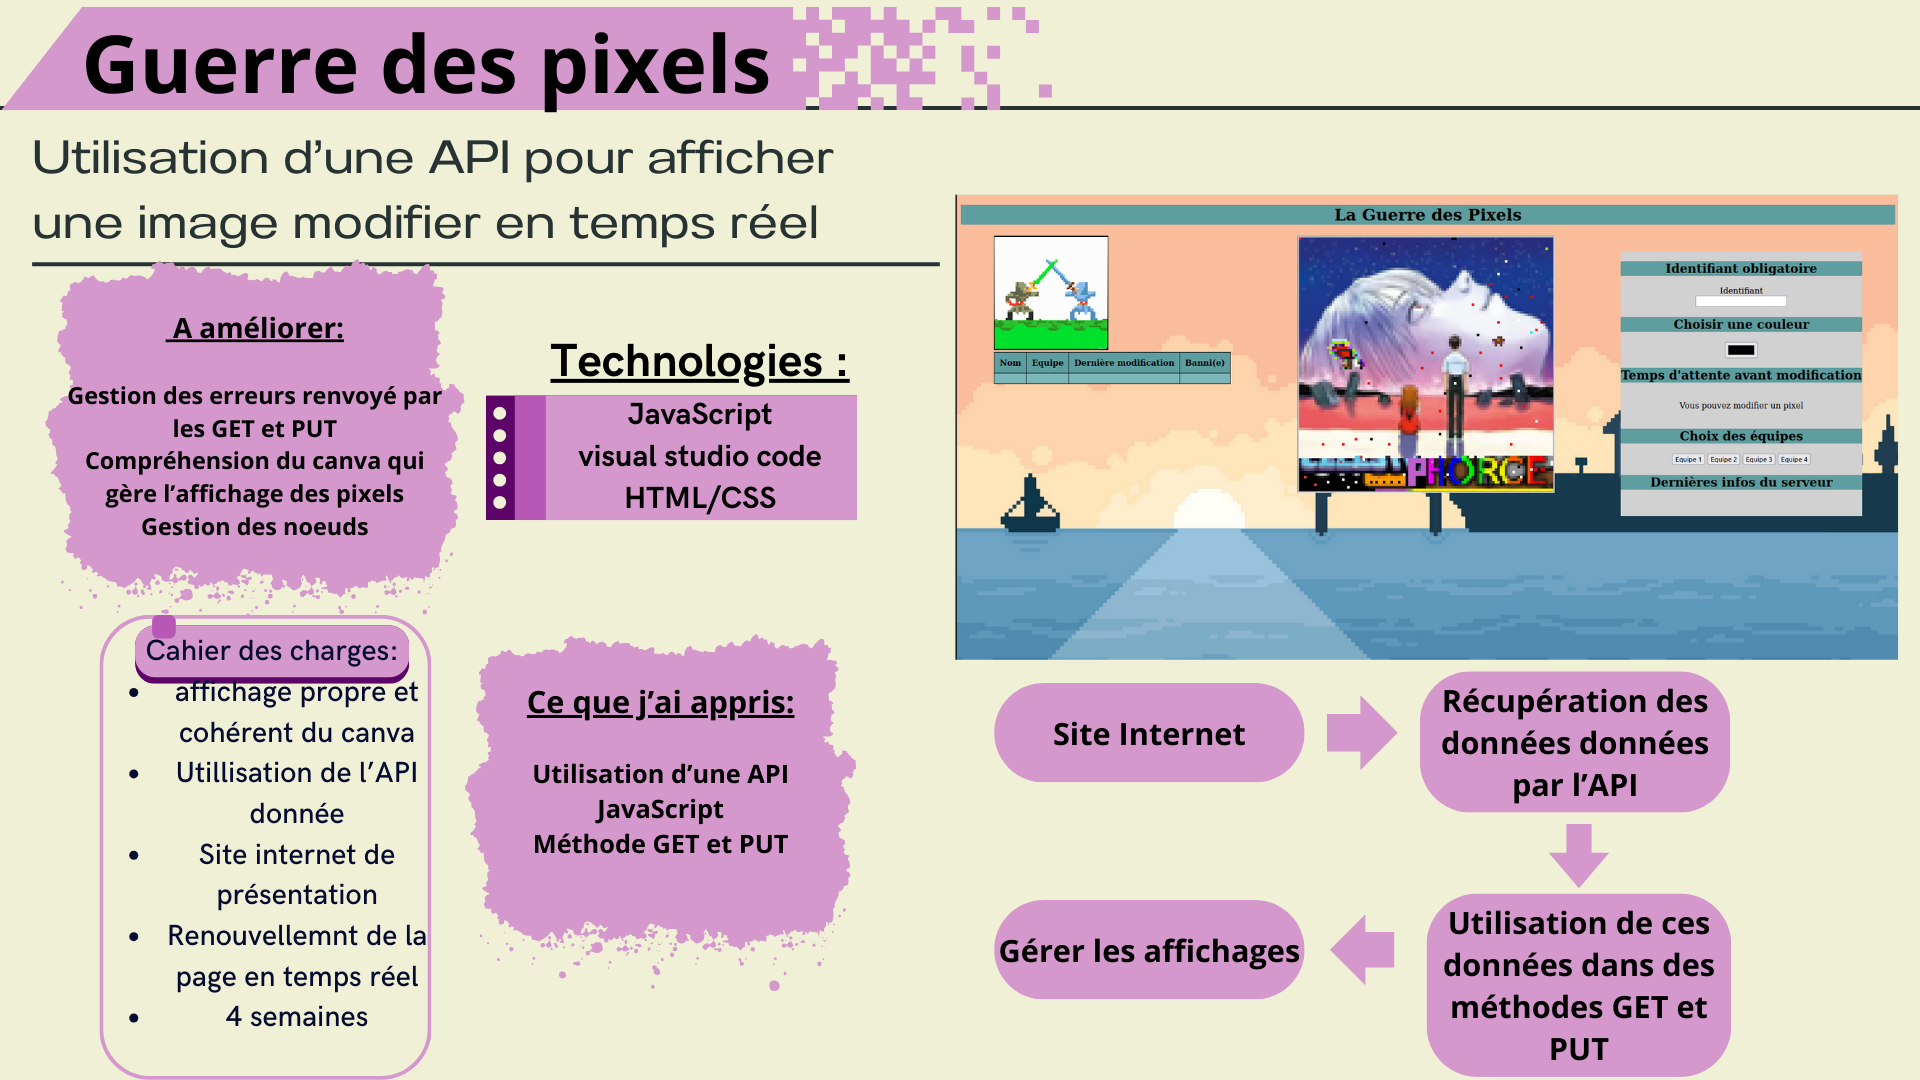 Guerre des pixels
Utilisation d’une API pour afficher
une image modifier en temps réel
A améliorer:
Gestion des erreurs renvoyé par
les GET et PUT
Compréhension du canva qui
gère l’affichage des pixels
Gestion des noeuds
Technologies :
JavaScript
visual studio code
HTML/CSS
Cahier des charges:
affichage propre et
cohérent du canva
Utillisation de l’API
donnée
Site internet de
présentation
Renouvellemnt de la
page en temps réel
4 semaines
Ce que j’ai appris:
Utilisation d’une API
JavaScript
Méthode GET et PUT
La Guerre des Pixels
Nom Equipe Dernière modification Banni(e)
PHORGE
Identifiant obligatoire
Identifiant
Choisir une couleur
Temps d'attente avant modification
Vous pouvez modifier un pixel
Choix des équipes
Equipe 1 Equipe 2 Equipe 3 Equipe 4
Dernières infos du serveur
Site Internet
Récupération des
données données
par l’API
Utilisation de ces
données dans des
méthodes GET et
PUT
Gérer les affichages